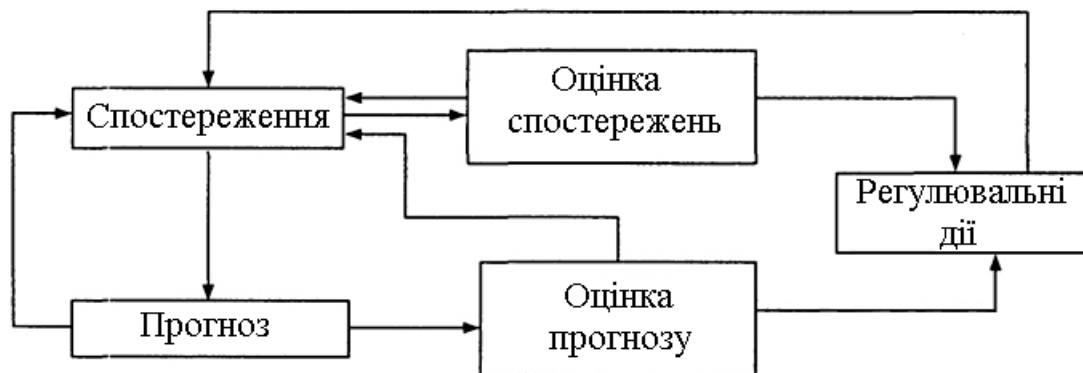 Оцінка
спостережень
Спостереження
Регулювальні
дії
Прогноз
Оцінка
прогнозу